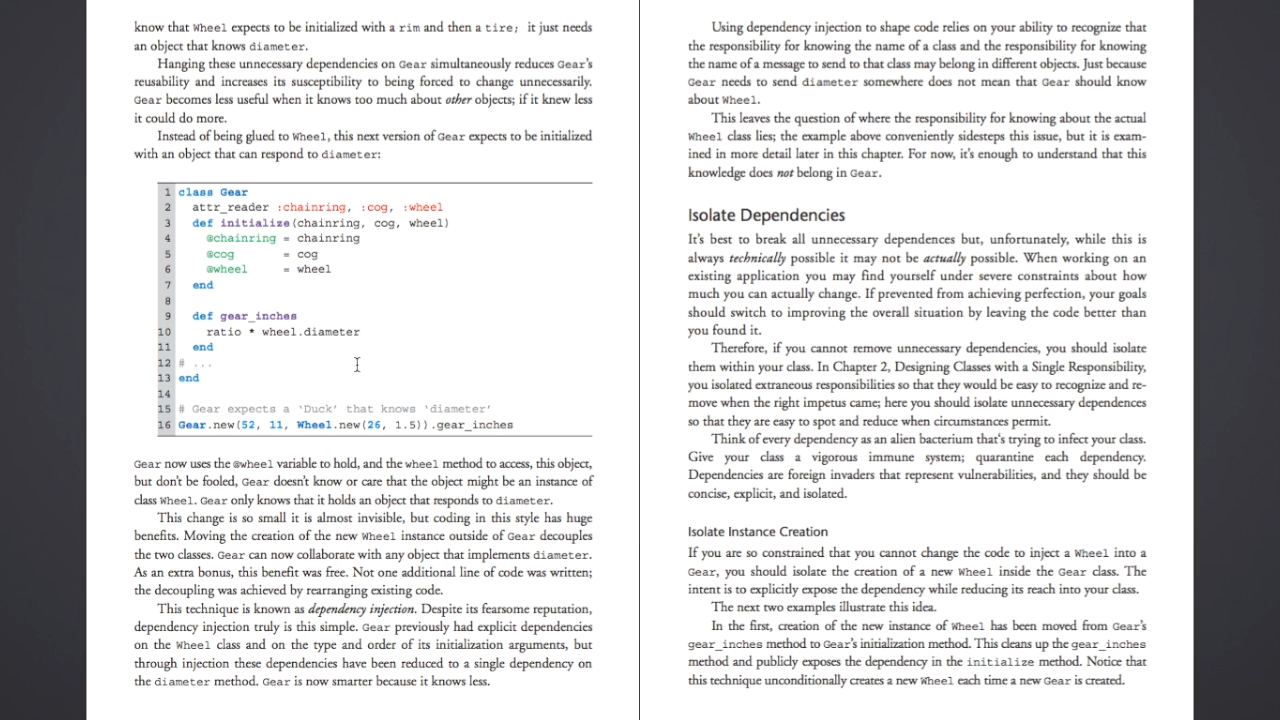 know that Wheel expects to be initialized with a rim and then a tire; it just needs
an object that knows diameter.
Hanging these unnecessary dependencies on Gear simultaneously reduces Gear's
reusability and increases its susceptibility to being forced to change unnecessarily.
Gear becomes less useful when it knows too much about other objects; if it knew less
it could do more.
Instead of being glued to Wheel, this next version of Gear expects to be initialized
with an object that can respond to diameter:
1 class Gear
2 attr_reader :chainring, :cog, :wheel
3 def initialize(chainring, cog, wheel)
4 @chainring = chainring
5 @cog = cog
6 @wheel = wheel
7 end
8
9 def gear_inches
10 ratio * wheel.diameter
11 end
12 # ...
13 end
14
15 # Gear expects a 'Duck' that knows 'diameter'
16 Gear.new(52, 11, Wheel.new(26, 1.5)).gear_inches
Gear now uses the @wheel variable to hold, and the wheel method to access, this object,
but don't be fooled, Gear doesn't know or care that the object might be an instance of
class Wheel. Gear only knows that it holds an object that responds to diameter.
This change is so small it is almost invisible, but coding in this style has huge
benefits. Moving the creation of the new Wheel instance outside of Gear decouples
the two classes. Gear can now collaborate with any object that implements diameter.
As an extra bonus, this benefit was free. Not one additional line of code was written;
the decoupling was achieved by rearranging existing code.
This technique is known as dependency injection. Despite its fearsome reputation,
dependency injection truly is this simple. Gear previously had explicit dependencies
on the Wheel class and on the type and order of its initialization arguments, but
through injection these dependencies have been reduced to a single dependency on
the diameter method. Gear is now smarter because it knows less.
Using dependency injection to shape code relies on your ability to recognize that
the responsibility for knowing the name of a class and the responsibility for knowing
the name of a message to send to that class may belong in different objects. Just because
Gear needs to send diameter somewhere does not mean that Gear should know
about Wheel.
This leaves the question of where the responsibility for knowing about the actual
Wheel class lies; the example above conveniently sidesteps this issue, but it is exam-
ined in more detail later in this chapter. For now, it's enough to understand that this
knowledge does not belong in Gear.
Isolate Dependencies
It's best to break all unnecessary dependences but, unfortunately, while this is
always technically possible it may not be actually possible. When working on an
existing application you may find yourself under severe constraints about how
much you can actually change. If prevented from achieving perfection, your goals
should switch to improving the overall situation by leaving the code better than
you found it.
Therefore, if you cannot remove unnecessary dependencies, you should isolate
them within your class. In Chapter 2, Designing Classes with a Single Responsibility,
you isolated extraneous responsibilities so that they would be easy to recognize and re-
move when the right impetus came; here you should isolate unnecessary dependences
so that they are easy to spot and reduce when circumstances permit.
Think of every dependency as an alien bacterium that's trying to infect your class.
Give your class a vigorous immune system; quarantine each dependency.
Dependencies are foreign invaders that represent vulnerabilities, and they should be
concise, explicit, and isolated.
Isolate Instance Creation
If you are so constrained that you cannot change the code to inject a Wheel into a
Gear, you should isolate the creation of a new Wheel inside the Gear class. The
intent is to explicitly expose the dependency while reducing its reach into your class.
The next two examples illustrate this idea.
In the first, creation of the new instance of Wheel has been moved from Gear's
gear_inches method to Gear's initialization method. This cleans up the gear_inches
method and publicly exposes the dependency in the initialize method. Notice that
this technique unconditionally creates a new Wheel each time a new Gear is created.